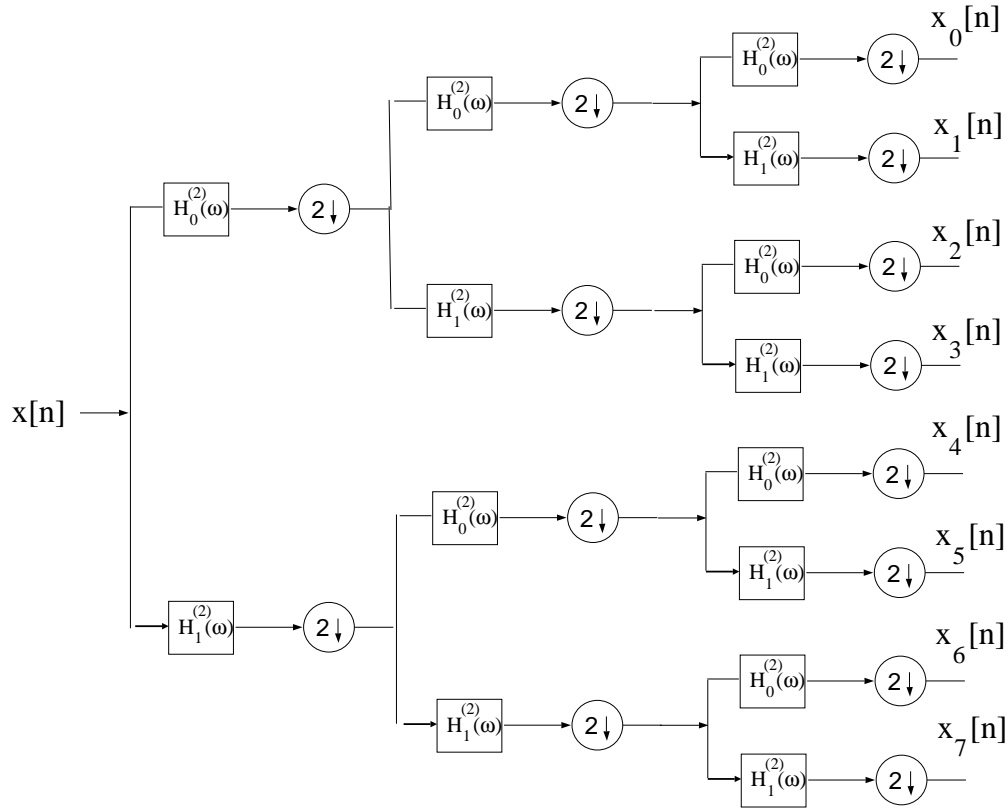 x[n]
H₀⁽²⁾(ω)
2↓
H₀⁽²⁾(ω)
2↓
H₀⁽²⁾(ω)
2↓
x₀[n]
H₁⁽²⁾(ω)
2↓
x₁[n]
H₁⁽²⁾(ω)
2↓
H₀⁽²⁾(ω)
2↓
x₂[n]
H₁⁽²⁾(ω)
2↓
x₃[n]
H₁⁽²⁾(ω)
2↓
H₀⁽²⁾(ω)
2↓
H₀⁽²⁾(ω)
2↓
x₄[n]
H₁⁽²⁾(ω)
2↓
x₅[n]
H₁⁽²⁾(ω)
2↓
H₀⁽²⁾(ω)
2↓
x₆[n]
H₁⁽²⁾(ω)
2↓
x₇[n]